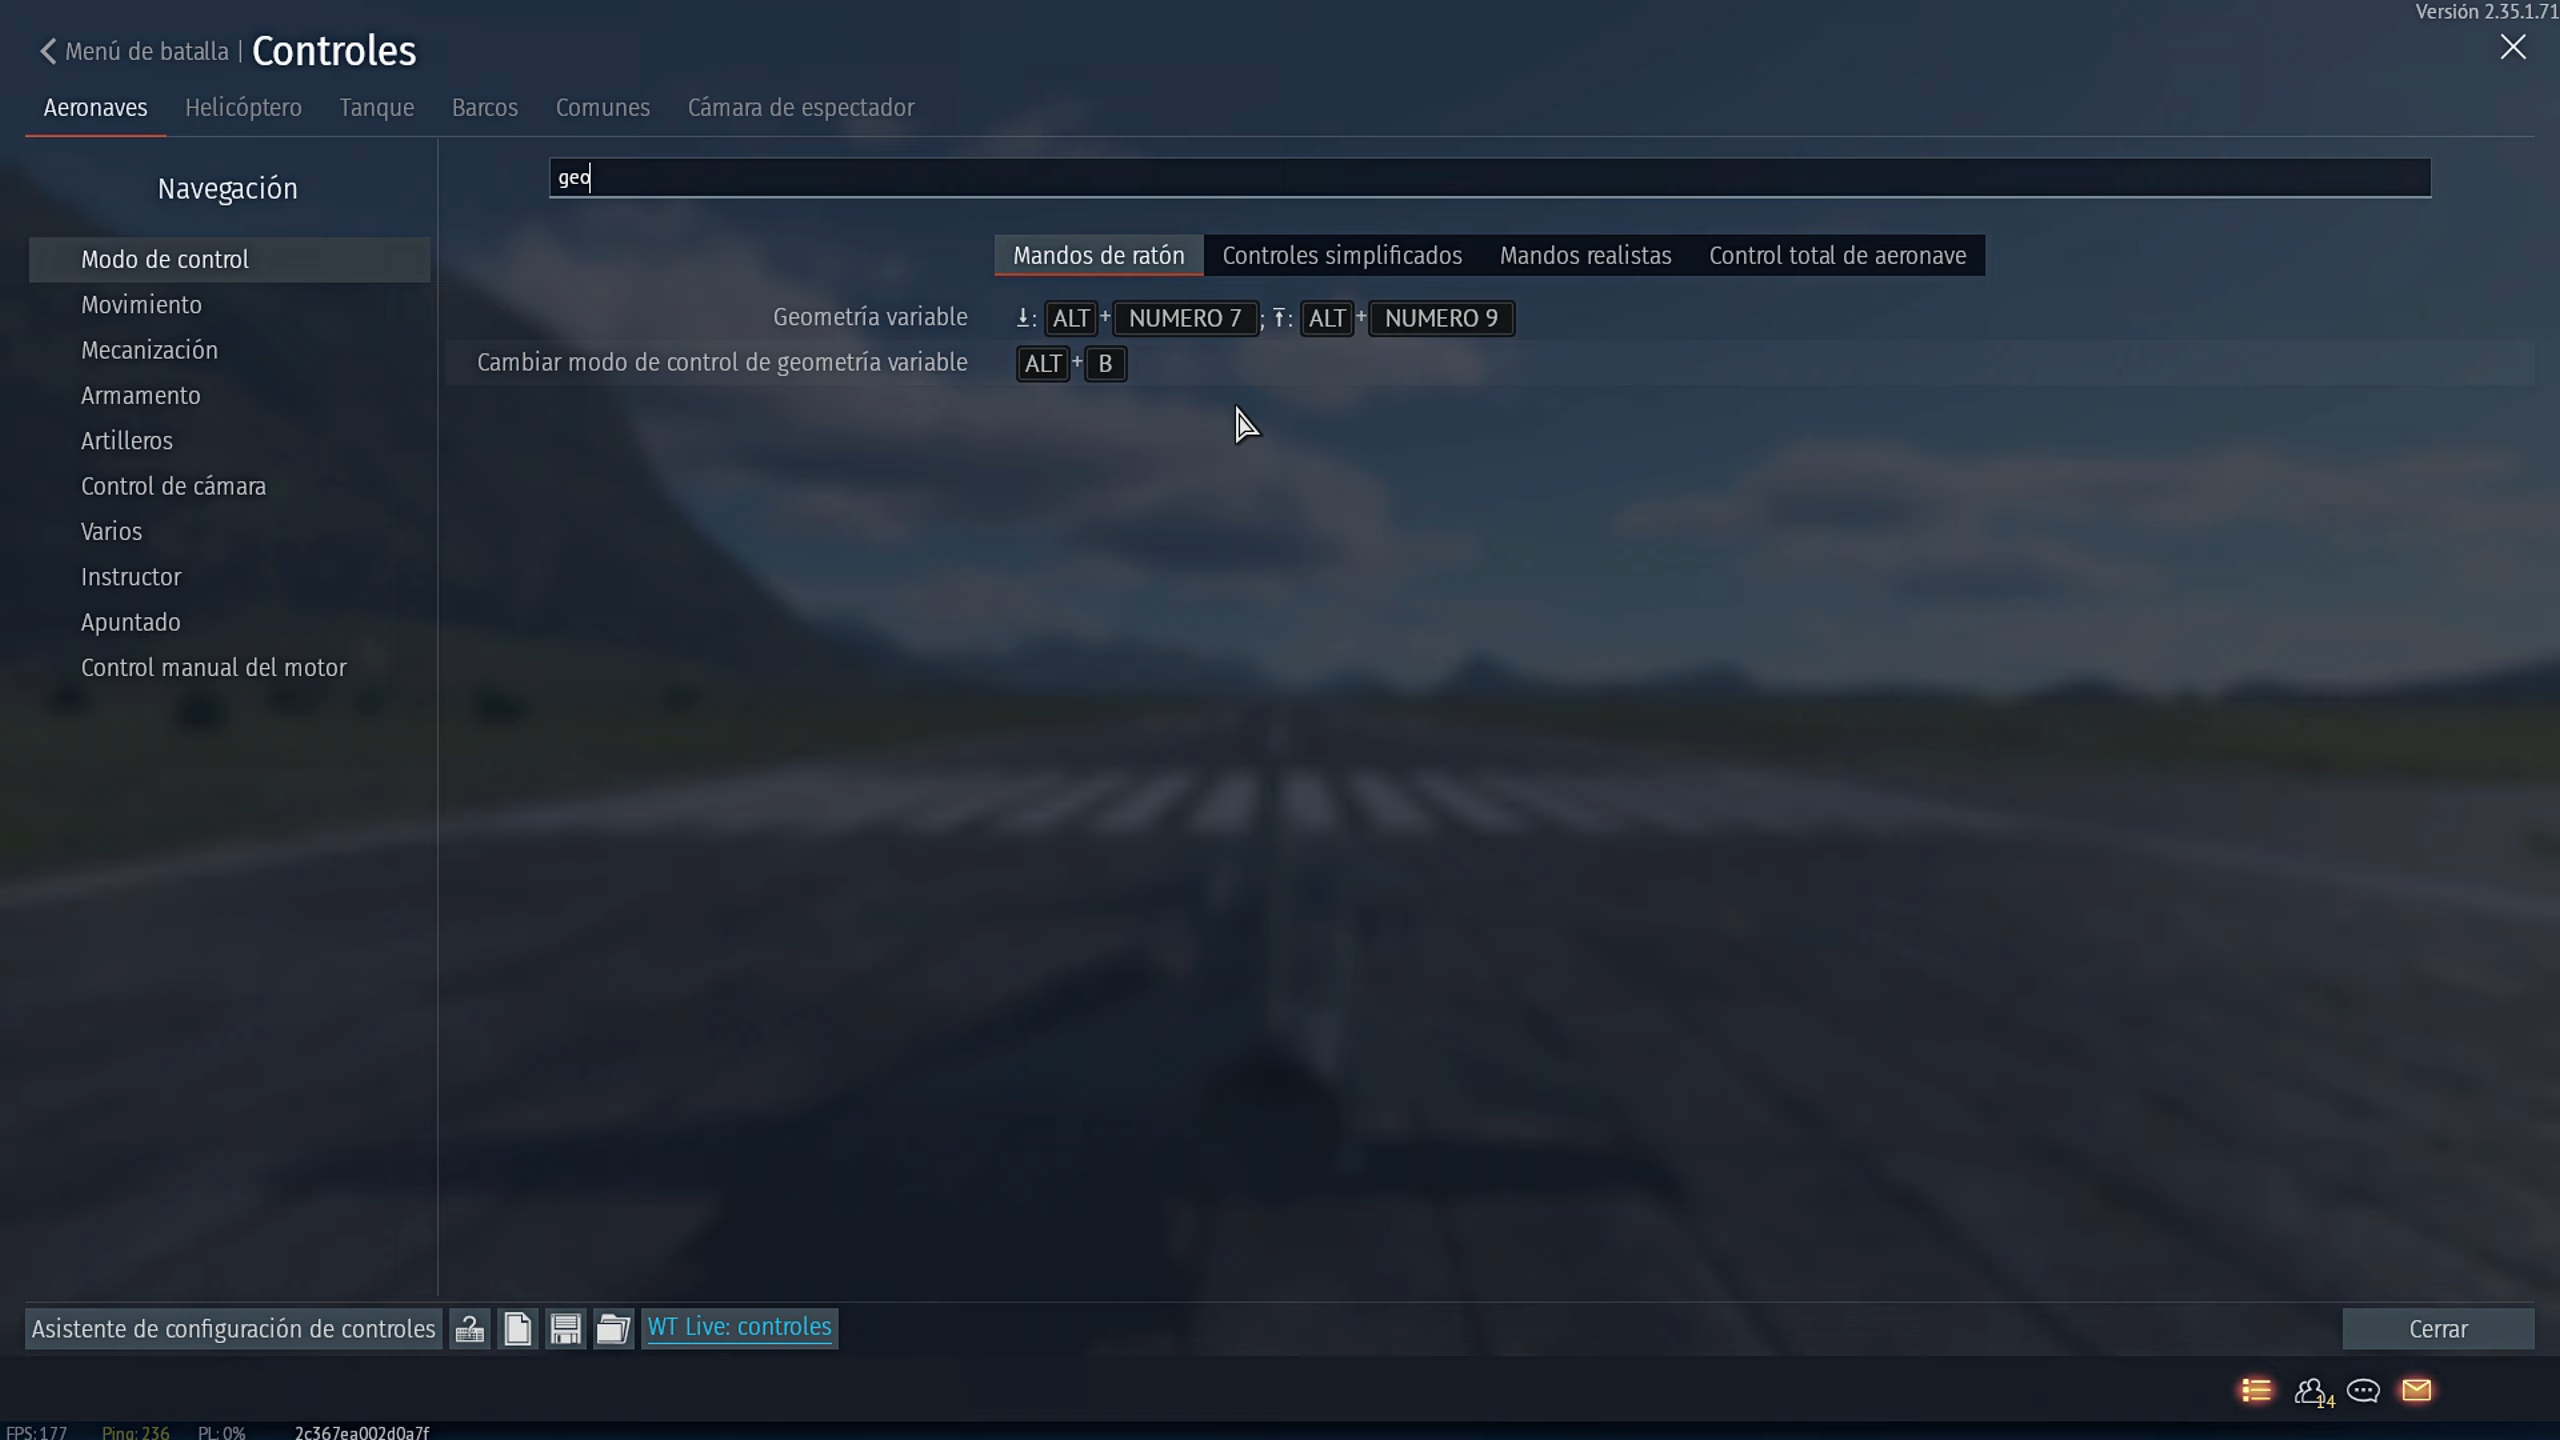 Versión 2.35.1.71
Menú de batalla | Controles
Aeronaves Helicóptero Tanque Barcos Comunes Cámara de espectador
Navegación
geo
Modo de control
Movimiento
Mecanización
Armamento
Artilleros
Control de cámara
Varios
Instructor
Apuntado
Control manual del motor
Mandos de ratón Controles simplificados Mandos realistas Control total de aeronave
Geometría variable ALT + NUMERO 7 ; ALT + NUMERO 9
Cambiar modo de control de geometría variable ALT + B
Asistente de configuración de controles WT Live: controles Cerrar
14
FPS:177 Ping: 236 PL: 0% 2c367ea002d0a7f